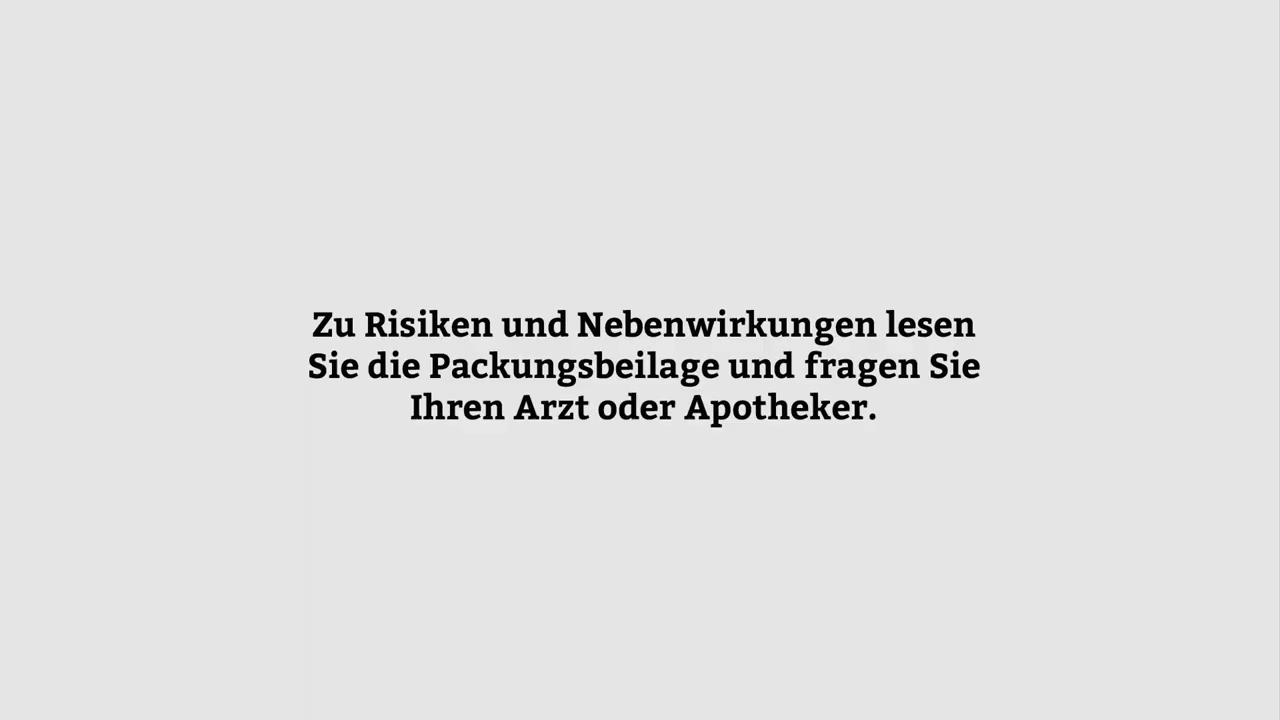 Zu Risiken und Nebenwirkungen lesen
Sie die Packungsbeilage und fragen Sie
Ihren Arzt oder Apotheker.